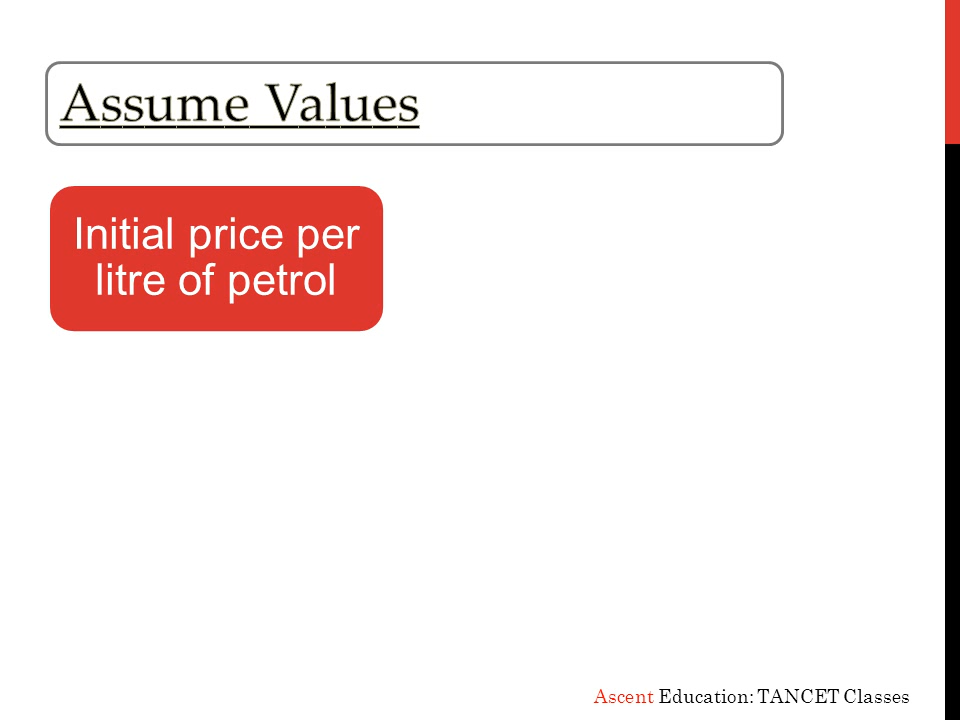 Assume Values
Initial price per
litre of petrol
Ascent Education: TANCET Classes